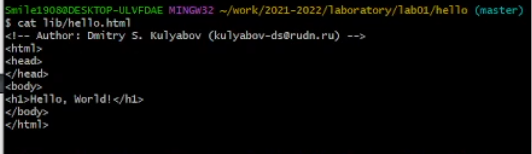 Smile1908@DESKTOP-ULVFDAE MINGW32 ~/work/2021-2022/laboratory/lab01/hello (master)
$ cat lib/hello.html
<!-- Author: Dmitry S. Kulyabov (kulyabov-ds@rudn.ru) -->
<html>
<head>
</head>
<body>
<h1>Hello, World!</h1>
</body>
</html>